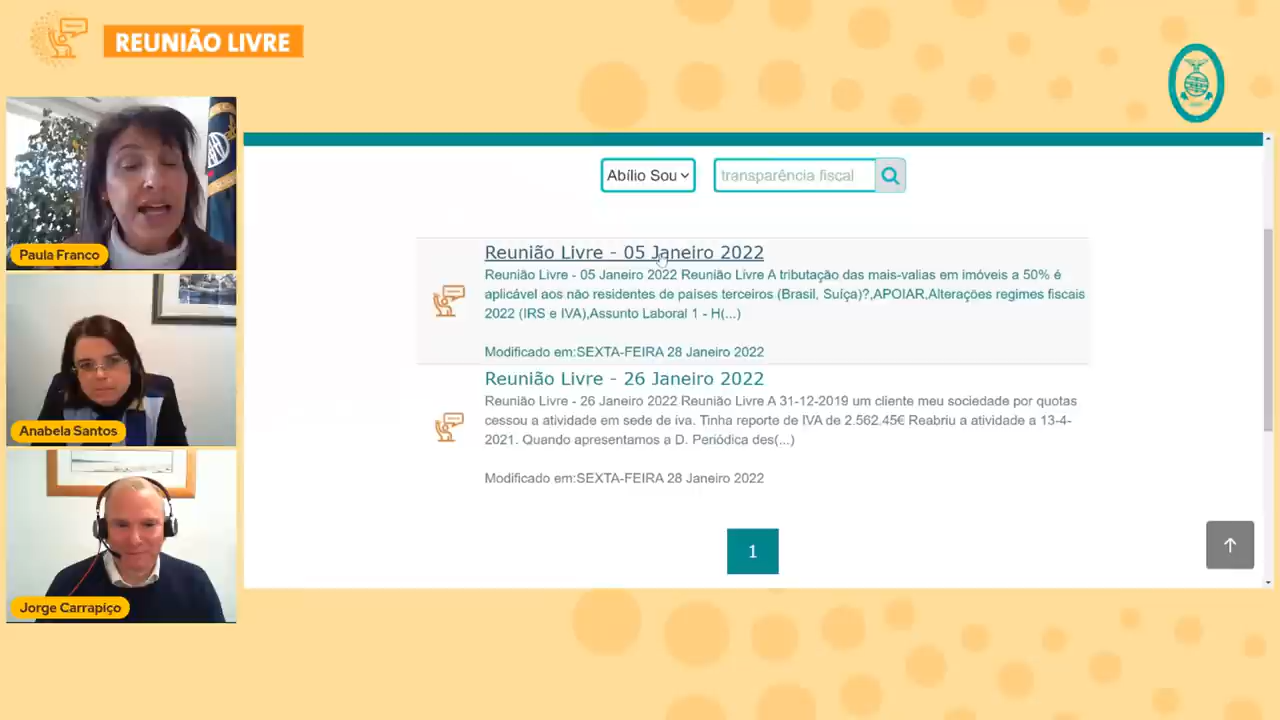 REUNIÃO LIVRE
Paula Franco
Anabela Santos
Jorge Carrapiço
Abílio Sou
transparência fiscal
Reunião Livre - 05 Janeiro 2022
Reunião Livre - 05 Janeiro 2022 Reunião Livre A tributação das mais-valias em imóveis a 50% é
aplicável aos não residentes de países terceiros (Brasil, Suíça)?,APOIAR,Alterações regimes fiscais
2022 (IRS e IVA),Assunto Laboral 1 - H(...)
Modificado em:SEXTA-FEIRA 28 Janeiro 2022
Reunião Livre - 26 Janeiro 2022
Reunião Livre - 26 Janeiro 2022 Reunião Livre A 31-12-2019 um cliente meu sociedade por quotas
cessou a atividade em sede de iva. Tinha reporte de IVA de 2.562.45€ Reabriu a atividade a 13-4-
2021. Quando apresentamos a D. Periódica des(...)
Modificado em:SEXTA-FEIRA 28 Janeiro 2022
1